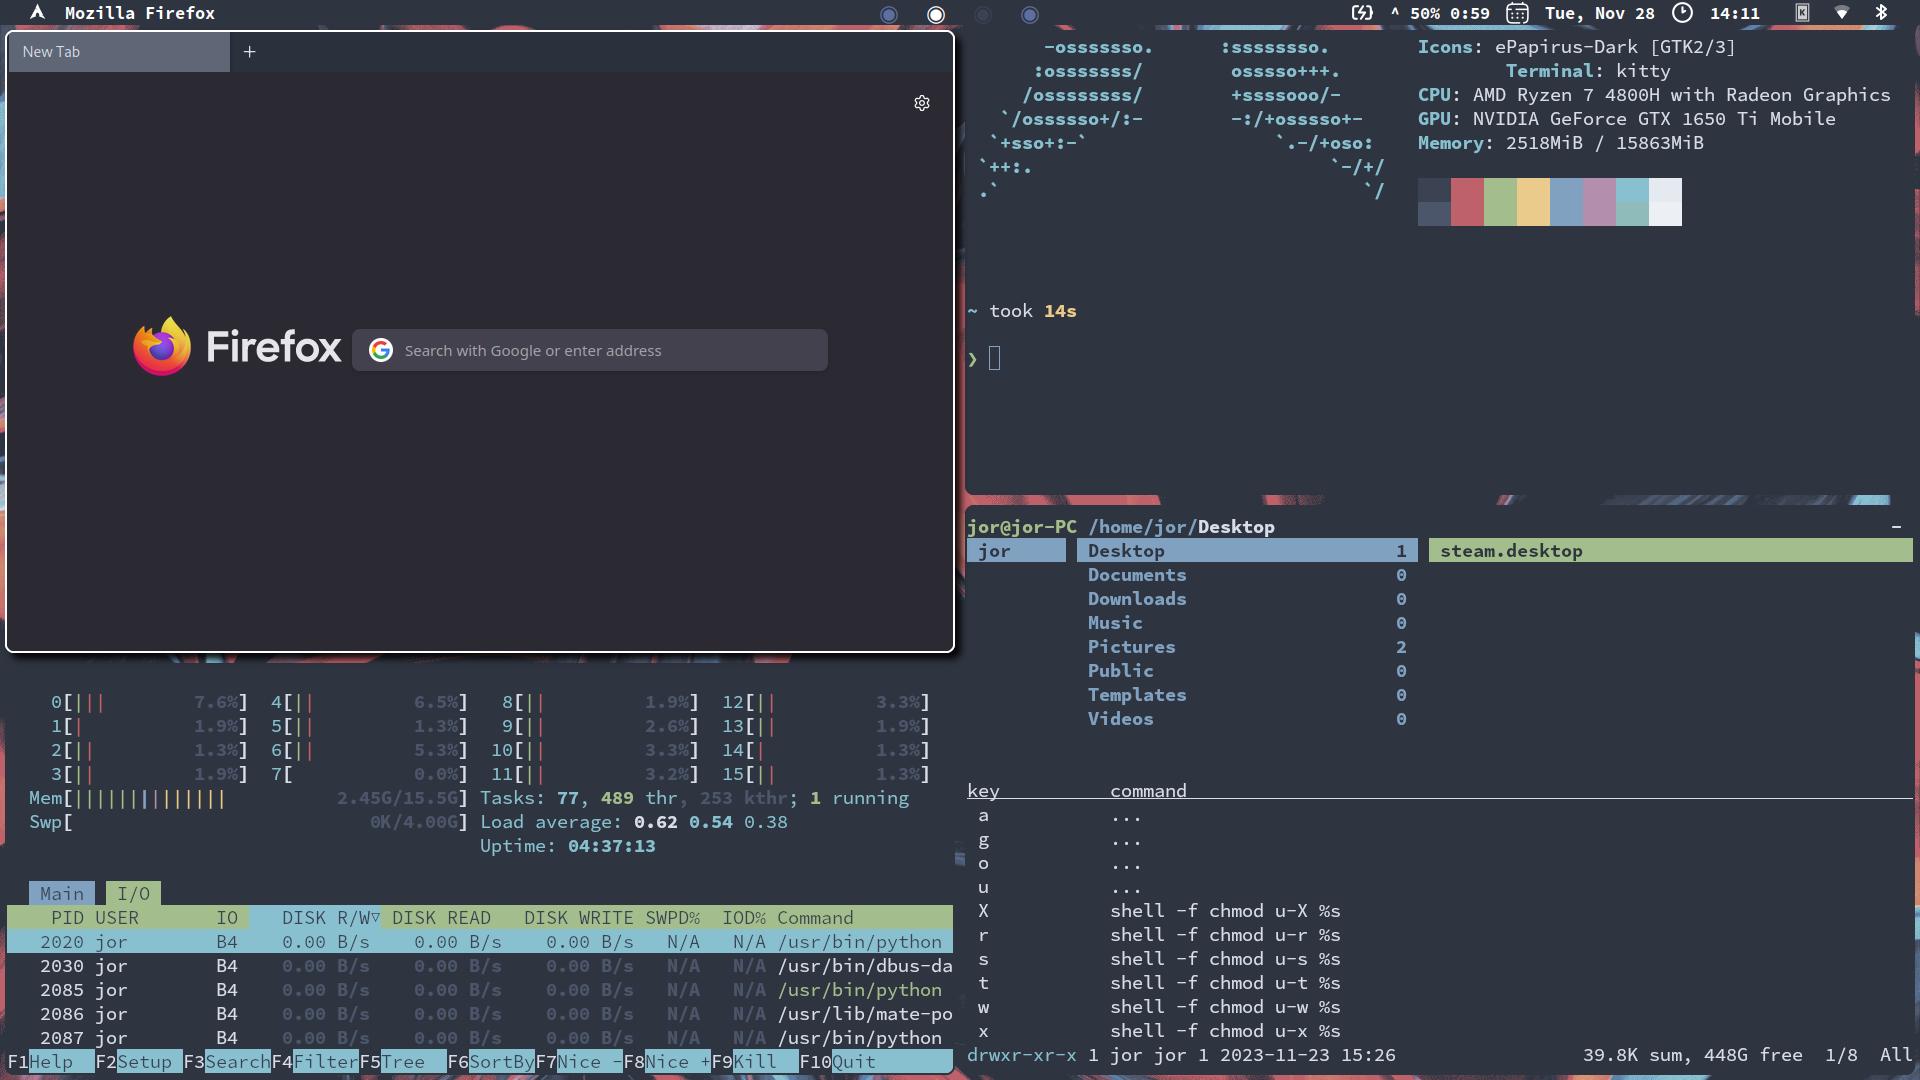 Mozilla Firefox
^ 50% 0:59
Tue, Nov 28
14:11
New Tab
+
Firefox
Search with Google or enter address
-osssssso.       :ssssssso.
:osssssss/        osssso+++.
/ossssssss/        +ssssooo/-
`/ossssso+/:-        -:/+osssso+-
`+sso+:-`                 `.-/+oso:
`++:.                           `-/+/
.`                                 `/
Icons: ePapirus-Dark [GTK2/3]
Terminal: kitty
CPU: AMD Ryzen 7 4800H with Radeon Graphics
GPU: NVIDIA GeForce GTX 1650 Ti Mobile
Memory: 2518MiB / 15863MiB
~ took 14s
❯
0[||| 7.6%] 4[|| 6.5%] 8[|| 1.9%] 12[|| 3.3%]
1[| 1.9%] 5[|| 1.3%] 9[|| 2.6%] 13[|| 1.9%]
2[|| 1.3%] 6[|| 5.3%] 10[|| 3.3%] 14[| 1.3%]
3[|| 1.9%] 7[ 0.0%] 11[|| 3.2%] 15[|| 1.3%]
Mem[|||||||||||||| 2.45G/15.5G] Tasks: 77, 489 thr, 253 kthr; 1 running
Swp[ 0K/4.00G] Load average: 0.62 0.54 0.38
Uptime: 04:37:13
Main I/O
PID USER IO DISK R/W▽ DISK READ DISK WRITE SWPD% IOD% Command
2020 jor B4 0.00 B/s 0.00 B/s 0.00 B/s N/A N/A /usr/bin/python
2030 jor B4 0.00 B/s 0.00 B/s 0.00 B/s N/A N/A /usr/bin/dbus-da
2085 jor B4 0.00 B/s 0.00 B/s 0.00 B/s N/A N/A /usr/bin/python
2086 jor B4 0.00 B/s 0.00 B/s 0.00 B/s N/A N/A /usr/lib/mate-po
2087 jor B4 0.00 B/s 0.00 B/s 0.00 B/s N/A N/A /usr/bin/python
F1Help F2Setup F3SearchF4FilterF5Tree F6SortByF7Nice -F8Nice +F9Kill F10Quit
jor@jor-PC /home/jor/Desktop -
jor Desktop 1 steam.desktop
Documents 0
Downloads 0
Music 0
Pictures 2
Public 0
Templates 0
Videos 0
key command
a ...
g ...
o ...
u ...
X shell -f chmod u-X %s
r shell -f chmod u-r %s
s shell -f chmod u-s %s
t shell -f chmod u-t %s
w shell -f chmod u-w %s
x shell -f chmod u-x %s
drwxr-xr-x 1 jor jor 1 2023-11-23 15:26 39.8K sum, 448G free 1/8 All